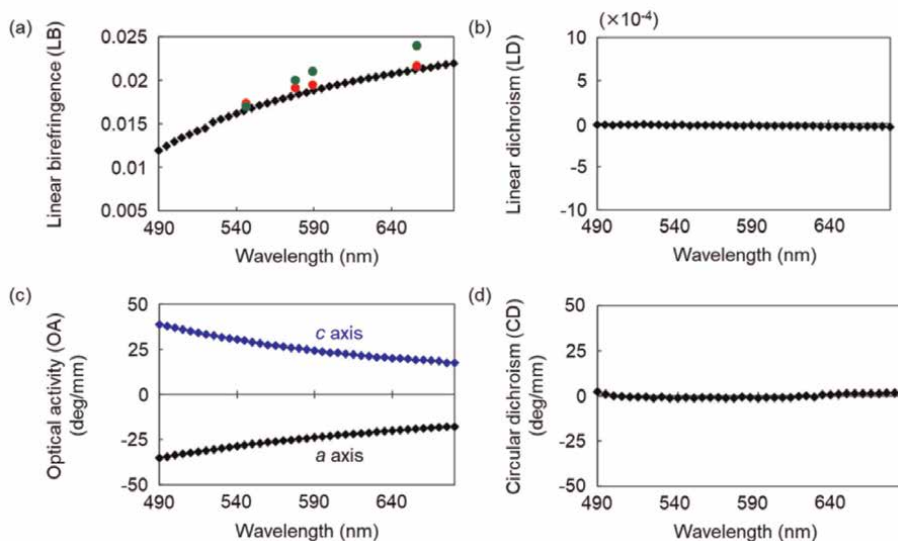 (a)
Linear birefringence (LB)
0.025
0.02
0.015
0.01
0.005
490
540
590
640
Wavelength (nm)
(b)
(×10⁻⁴)
Linear dichroism (LD)
10
5
0
-5
-10
490
540
590
640
Wavelength (nm)
(c)
Optical activity (OA)
(deg/mm)
50
25
0
-25
-50
c axis
a axis
490
540
590
640
Wavelength (nm)
(d)
Circular dichroism (CD)
(deg/mm)
50
25
0
-25
-50
490
540
590
640
Wavelength (nm)